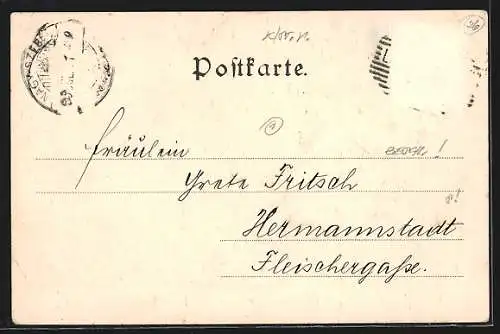 Postkarte.
Fräulein
Grete Fritsch
Hermannstadt
Fleischergaße.